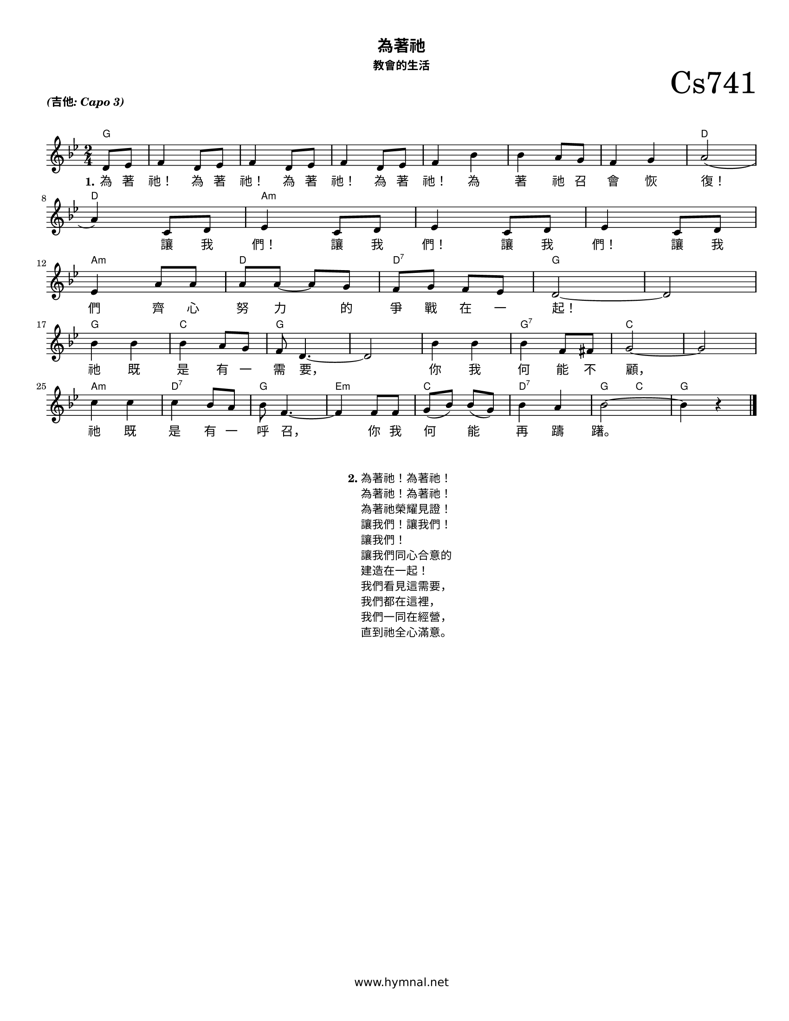 為著祂
教會的生活
Cs741
(吉他: Capo 3)
G D
1. 為 著 祂！ 為 著 祂！ 為 著 祂！ 為 著 祂！ 為 著 祂 召 會 恢 復！
8 D Am
讓 我 們！ 讓 我 們！ 讓 我 們！ 讓 我
12 Am D D7 G
們 齊 心 努 力 的 爭 戰 在 一 起！
17 G C G G7 C
祂 既 是 有 一 需 要， 你 我 何 能 不 顧，
25 Am D7 G Em C D7 G C G
祂 既 是 有 一 呼 召， 你 我 何 能 再 躊 躇。
2. 為著祂！為著祂！
為著祂！為著祂！
為著祂榮耀見證！
讓我們！讓我們！
讓我們！
讓我們同心合意的
建造在一起！
我們看見這需要，
我們都在這裡，
我們一同在經營，
直到祂全心滿意。
www.hymnal.net